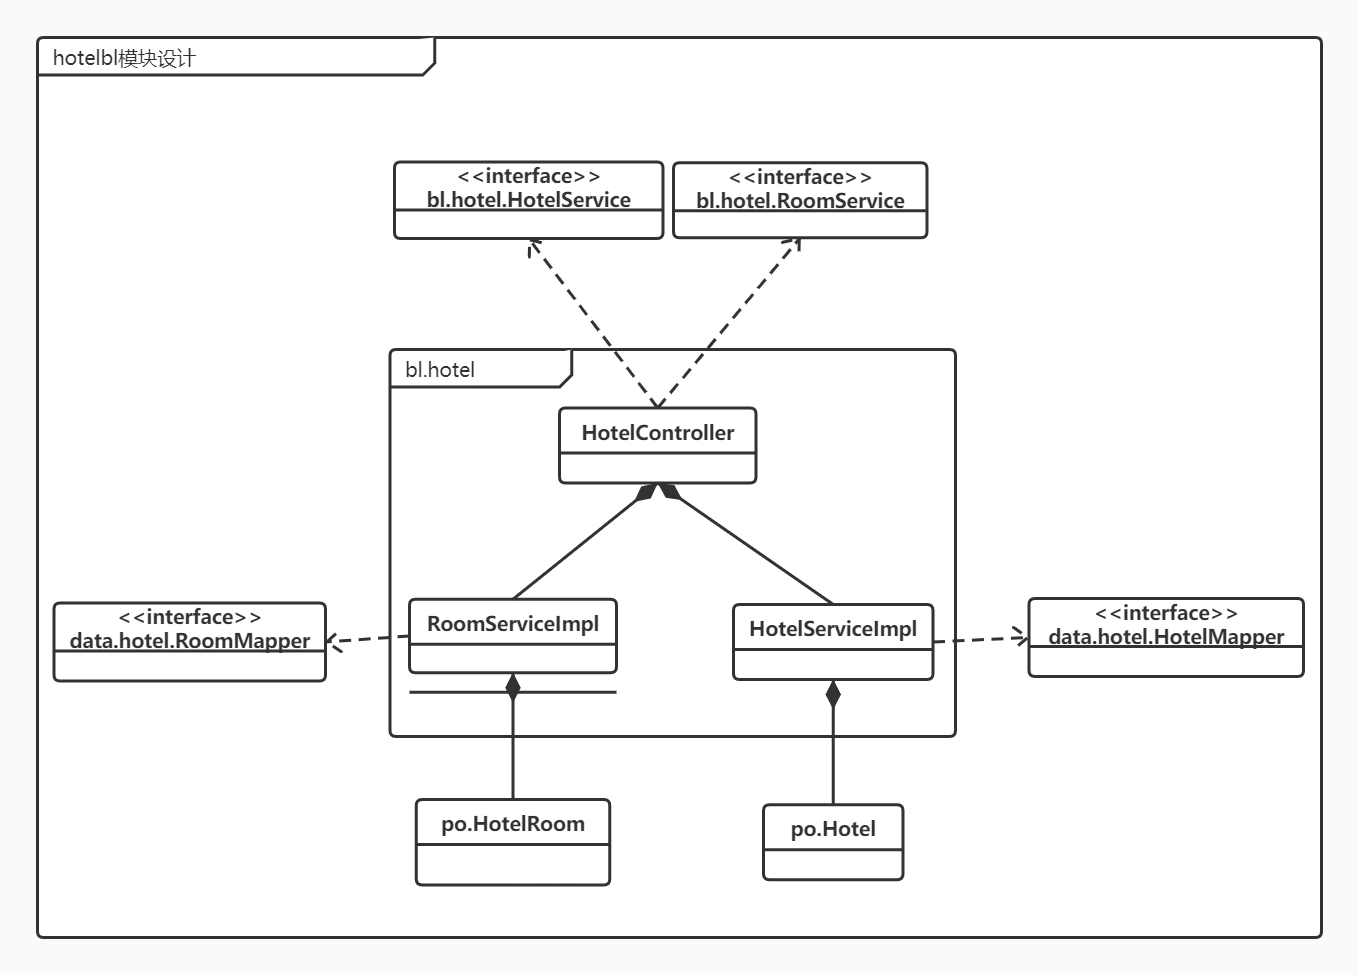 hotelbl模块设计
<<interface>>
bl.hotel.HotelService
<<interface>>
bl.hotel.RoomService
bl.hotel
HotelController
<<interface>>
data.hotel.RoomMapper
RoomServiceImpl
HotelServiceImpl
<<interface>>
data.hotel.HotelMapper
po.HotelRoom
po.Hotel